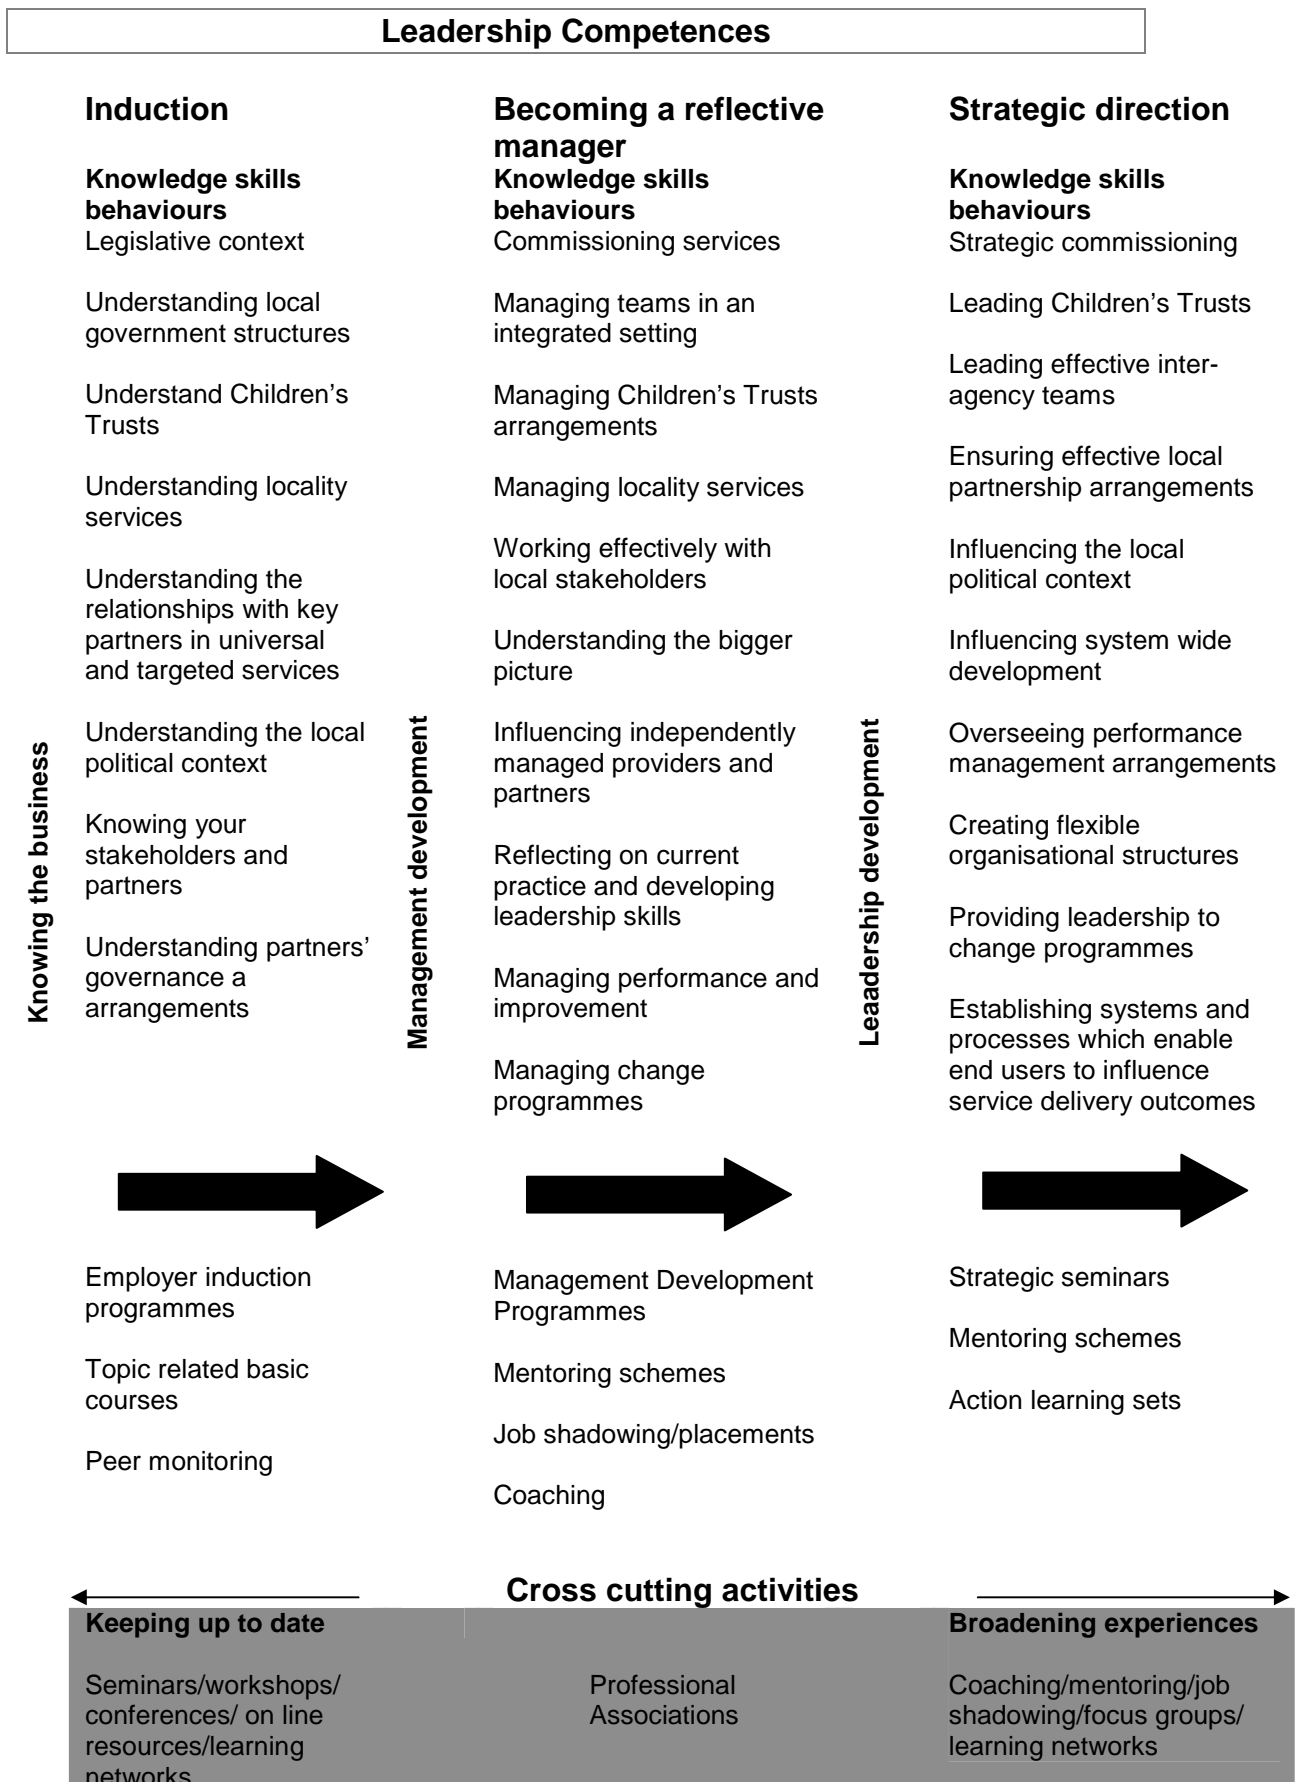 Leadership Competences
Induction
Knowledge skills
behaviours
Legislative context
Understanding local
government structures
Understand Children’s
Trusts
Understanding locality
services
Understanding the
relationships with key
partners in universal
and targeted services
Understanding the local
political context
Knowing your
stakeholders and
partners
Understanding partners’
governance a
arrangements
Knowing the business
Becoming a reflective
manager
Knowledge skills
behaviours
Commissioning services
Managing teams in an
integrated setting
Managing Children’s Trusts
arrangements
Managing locality services
Working effectively with
local stakeholders
Understanding the bigger
picture
Influencing independently
managed providers and
partners
Reflecting on current
practice and developing
leadership skills
Managing performance and
improvement
Managing change
programmes
Management development
Strategic direction
Knowledge skills
behaviours
Strategic commissioning
Leading Children’s Trusts
Leading effective inter-
agency teams
Ensuring effective local
partnership arrangements
Influencing the local
political context
Influencing system wide
development
Overseeing performance
management arrangements
Creating flexible
organisational structures
Providing leadership to
change programmes
Establishing systems and
processes which enable
end users to influence
service delivery outcomes
Leaadership development
Employer induction
programmes
Topic related basic
courses
Peer monitoring
Management Development
Programmes
Mentoring schemes
Job shadowing/placements
Coaching
Strategic seminars
Mentoring schemes
Action learning sets
Cross cutting activities
Keeping up to date
Seminars/workshops/
conferences/ on line
resources/learning
networks
Professional
Associations
Broadening experiences
Coaching/mentoring/job
shadowing/focus groups/
learning networks